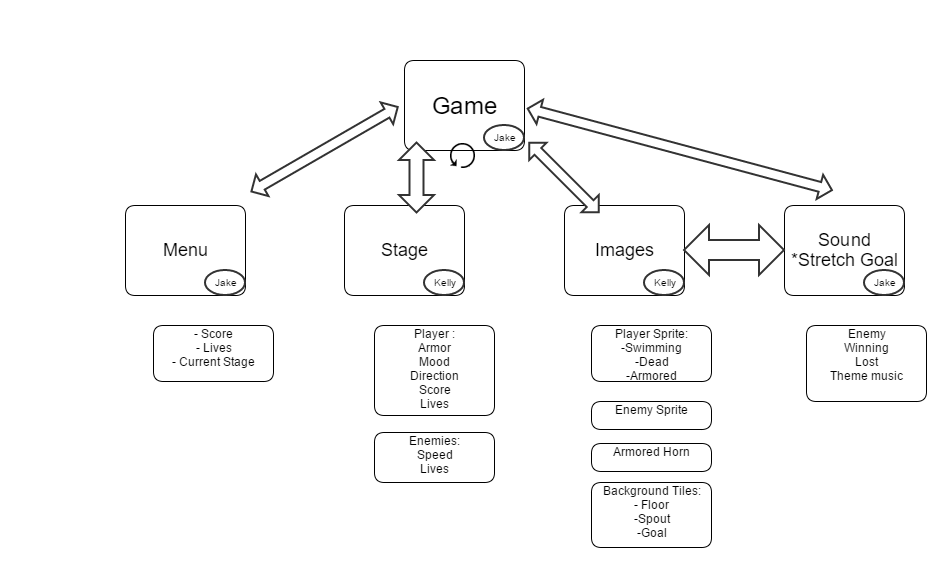 Game
Jake
Menu
Jake
Stage
Kelly
Images
Kelly
Sound
*Stretch Goal
Jake
- Score
- Lives
- Current Stage
Player :
Armor
Mood
Direction
Score
Lives
Enemies:
Speed
Lives
Player Sprite:
-Swimming
-Dead
-Armored
Enemy Sprite
Armored Horn
Background Tiles:
- Floor
-Spout
-Goal
Enemy
Winning
Lost
Theme music